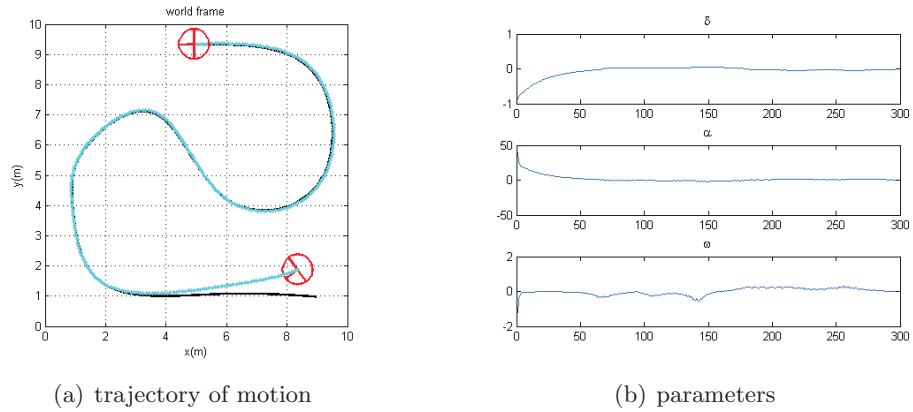 world frame
10
9
8
7
6
5
4
3
2
1
0
y(m)
0 2 4 6 8 10
x(m)
(a) trajectory of motion
δ
1
0
-1
0 50 100 150 200 250 300
α
50
0
-50
0 50 100 150 200 250 300
ω
2
0
-2
0 50 100 150 200 250 300
(b) parameters